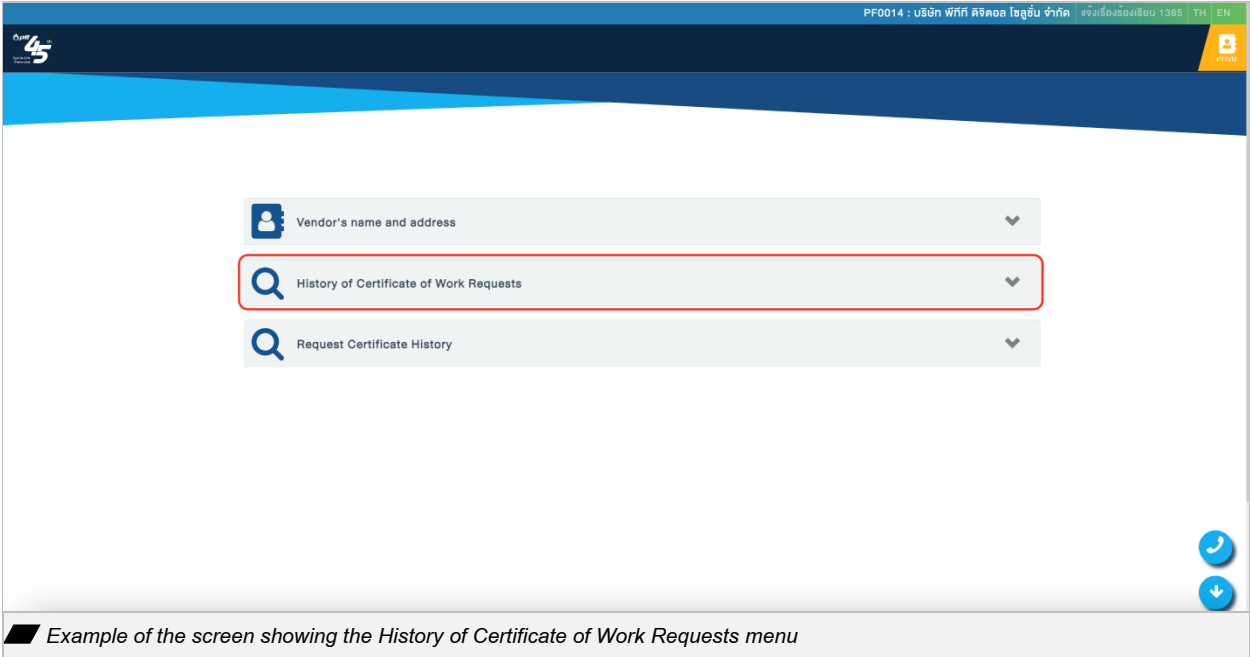 PF0014 : บริษัท พีทีที ดิจิตอล โซลูชั่น จำกัด แจ้งเรื่องร้องเรียน 1365 TH EN
ptt 45 th
PTTVM
Vendor's name and address
History of Certificate of Work Requests
Request Certificate History
Example of the screen showing the History of Certificate of Work Requests menu